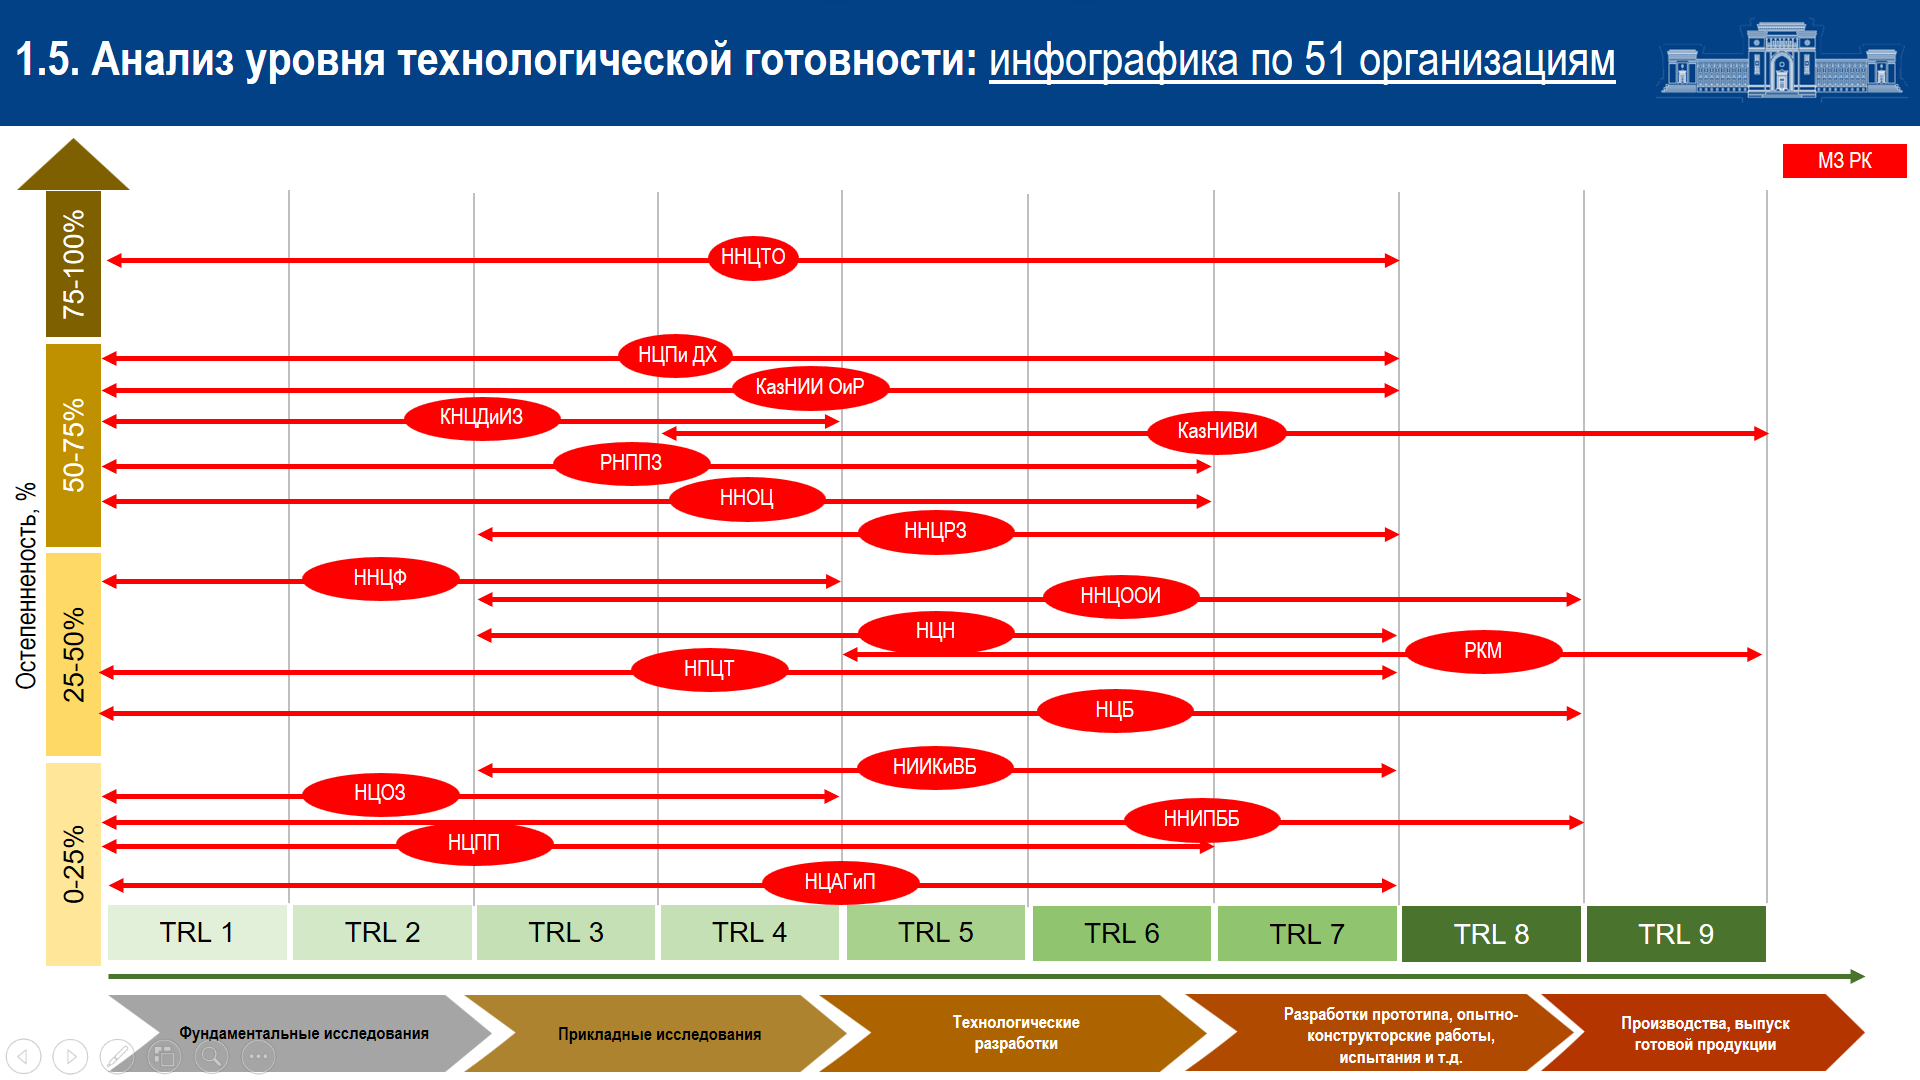 1.5. Анализ уровня технологической готовности: инфографика по 51 организациям
МЗ РК
Остепененность, %
75-100%
50-75%
25-50%
0-25%
ННЦТО
НЦПи ДХ
КазНИИ ОиР
КНЦДиИЗ
КазНИВИ
РНППЗ
ННОЦ
ННЦРЗ
ННЦФ
ННЦООИ
НЦН
РКМ
НПЦТ
НЦБ
НИИКиВБ
НЦОЗ
ННИПББ
НЦПП
НЦАГиП
TRL 1
TRL 2
TRL 3
TRL 4
TRL 5
TRL 6
TRL 7
TRL 8
TRL 9
Фундаментальные исследования
Прикладные исследования
Технологические
разработки
Разработки прототипа, опытно-
конструкторские работы,
испытания и т.д.
Производства, выпуск
готовой продукции